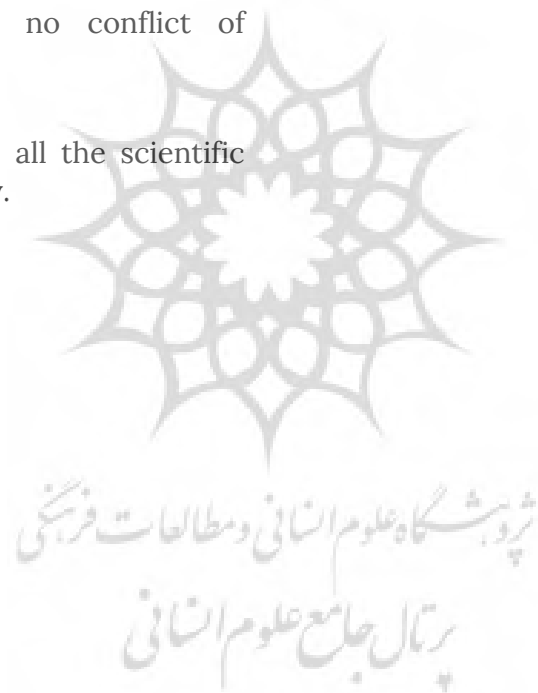 no conflict of
all the scientific
.
پژوهشگاه علوم انسانی و مطالعات فرهنگی
پرتال جامع علوم انسانی